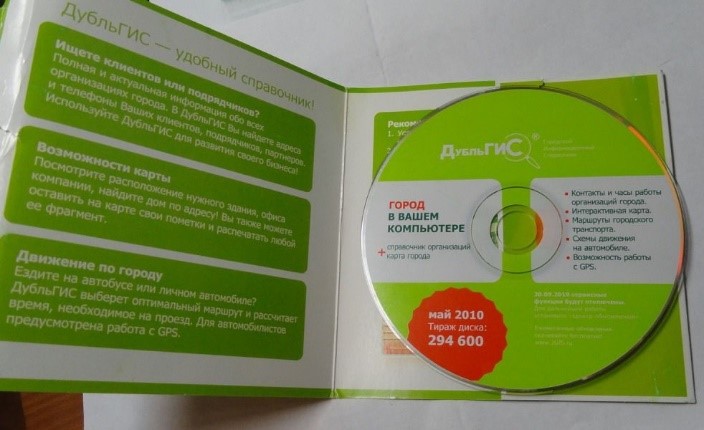 ДубльГИС — удобный справочник!
Ищете клиентов или подрядчиков?
Полная и актуальная информация обо всех
организациях города. В ДубльГИС Вы найдете адреса
и телефоны Ваших клиентов, подрядчиков, партнеров.
Используйте ДубльГИС для развития своего бизнеса!
Возможности карты
Посмотрите расположение нужного здания, офиса
компании, найдите дом по адресу! Вы также можете
оставить на карте свои пометки и распечатать любой
ее фрагмент.
Движение по городу
Ездите на автобусе или личном автомобиле?
ДубльГИС выберет оптимальный маршрут и рассчитает
время, необходимое на проезд. Для автомобилистов
предусмотрена работа с GPS.
Реком
1.
ДубльГИС®
ГОРОД
В ВАШЕМ
КОМПЬЮТЕРЕ
+ справочник организаций
карта города
• Контакты и часы работы
организаций города.
• Интерактивная карта.
• Маршруты городского
транспорта.
• Схемы движения
на автомобиле.
• Возможность работы
с GPS.
май 2010
Тираж диска:
294 600